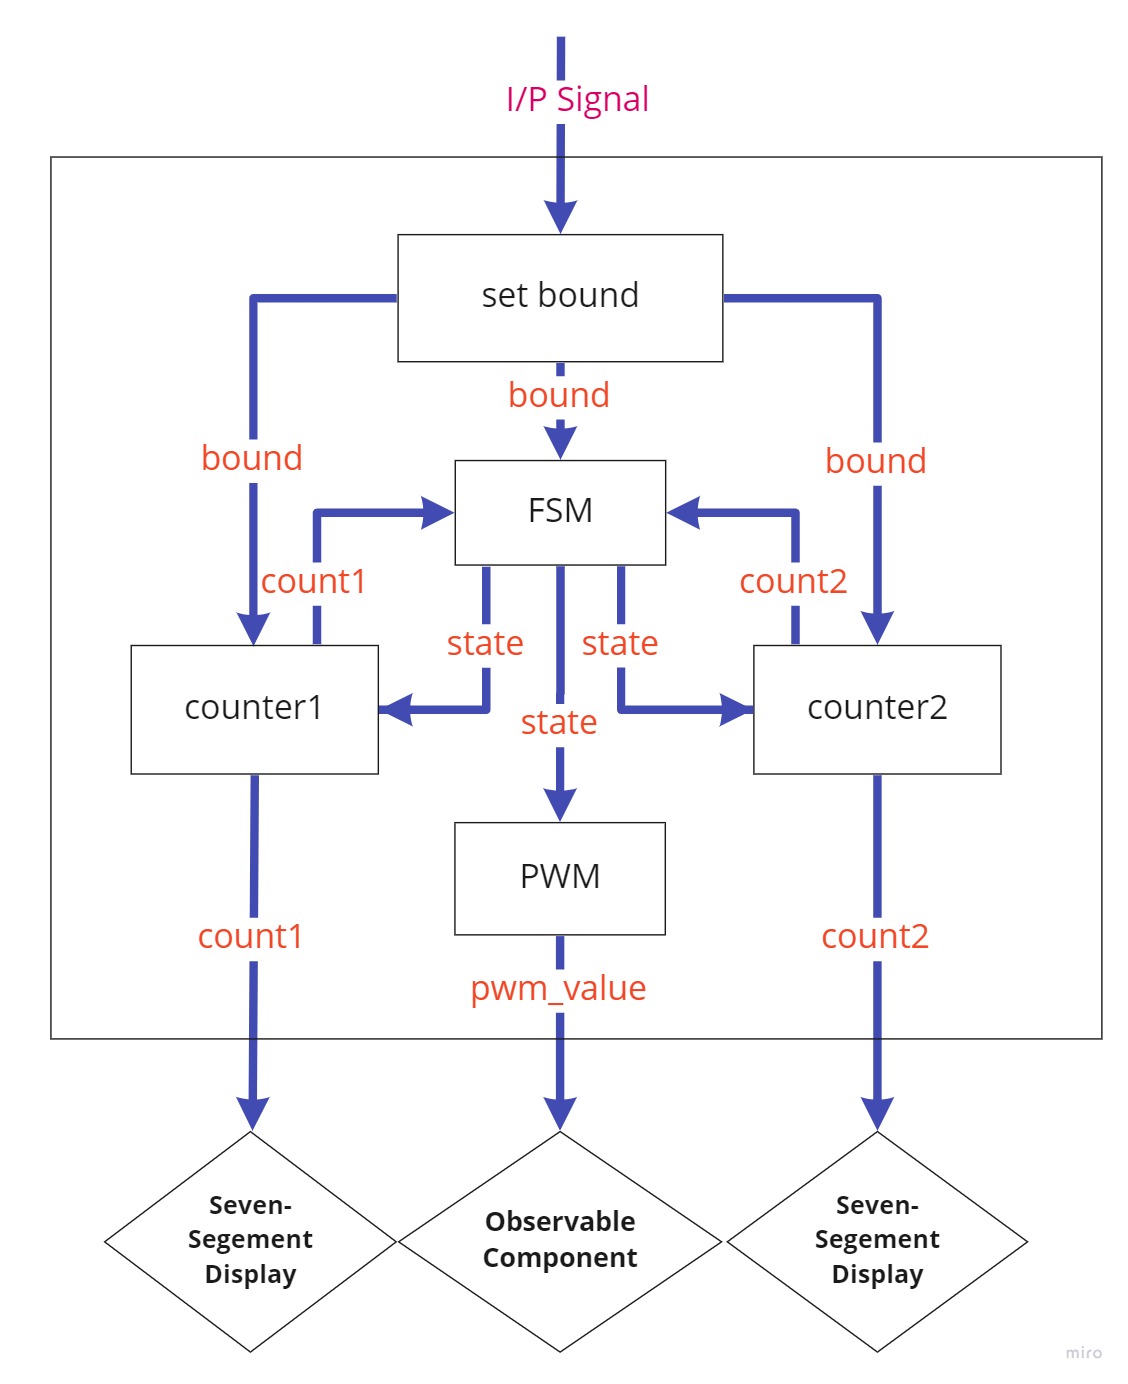 I/P Signal
set bound
bound
bound
bound
FSM
count1
count2
state
state
counter1
counter2
state
PWM
count1
count2
pwm_value
Seven-
Segement
Display
Observable
Component
Seven-
Segement
Display
miro